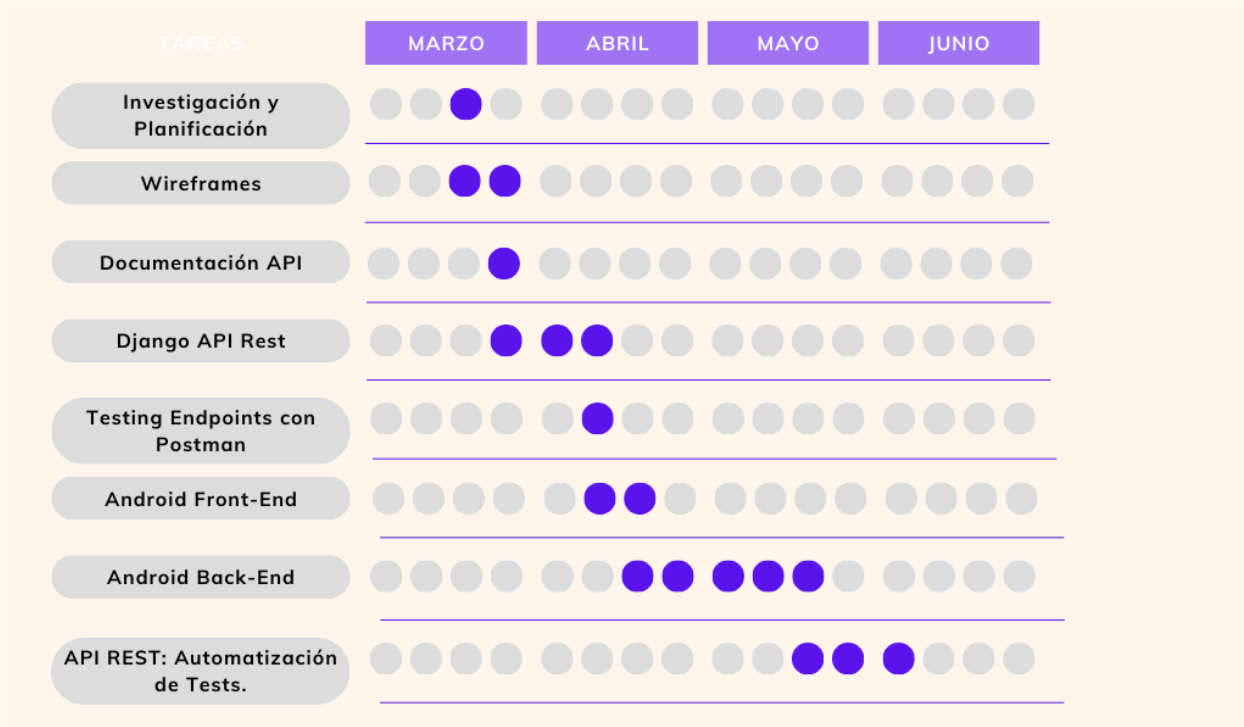 TAREAS
MARZO
ABRIL
MAYO
JUNIO
Investigación y
Planificación
Wireframes
Documentación API
Django API Rest
Testing Endpoints con
Postman
Android Front-End
Android Back-End
API REST: Automatización
de Tests.